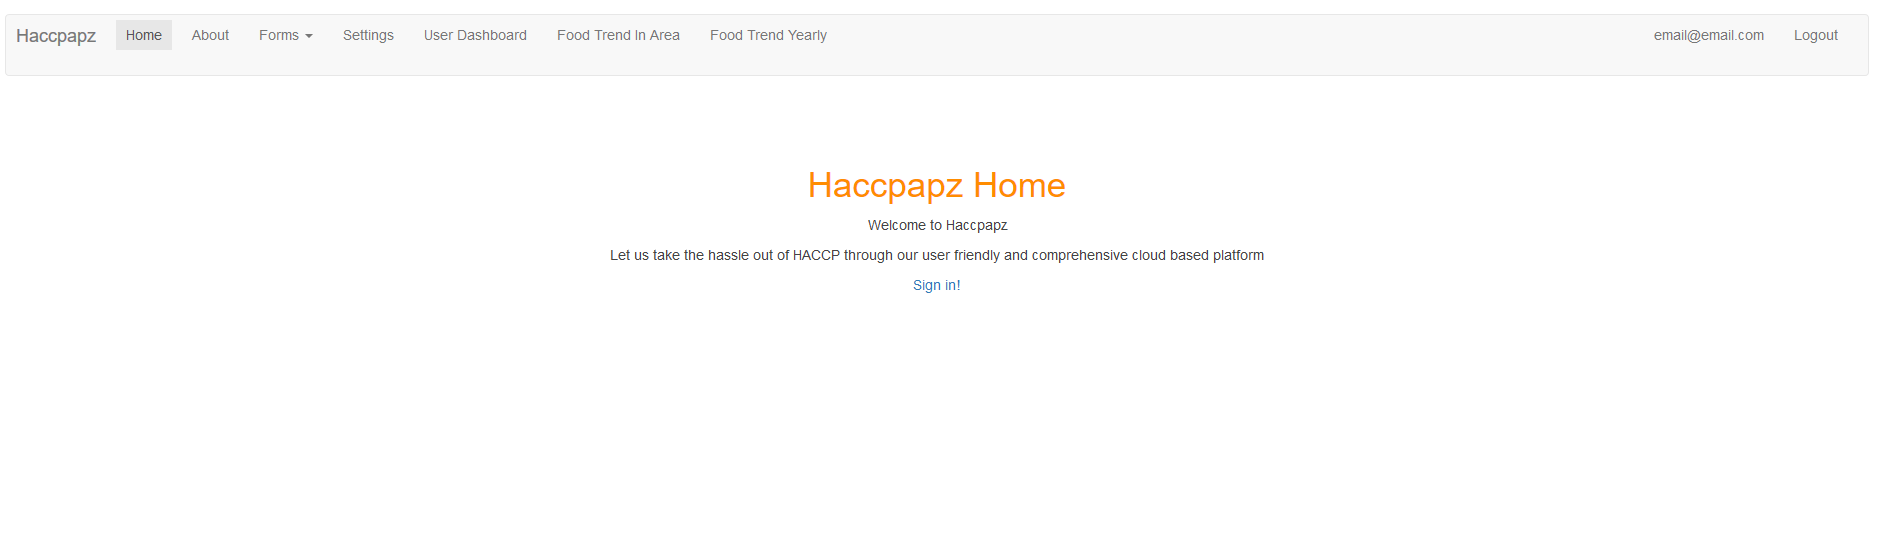 Haccpapz Home About Forms Settings User Dashboard Food Trend In Area Food Trend Yearly email@email.com Logout
Haccpapz Home
Welcome to Haccpapz
Let us take the hassle out of HACCP through our user friendly and comprehensive cloud based platform
Sign in!